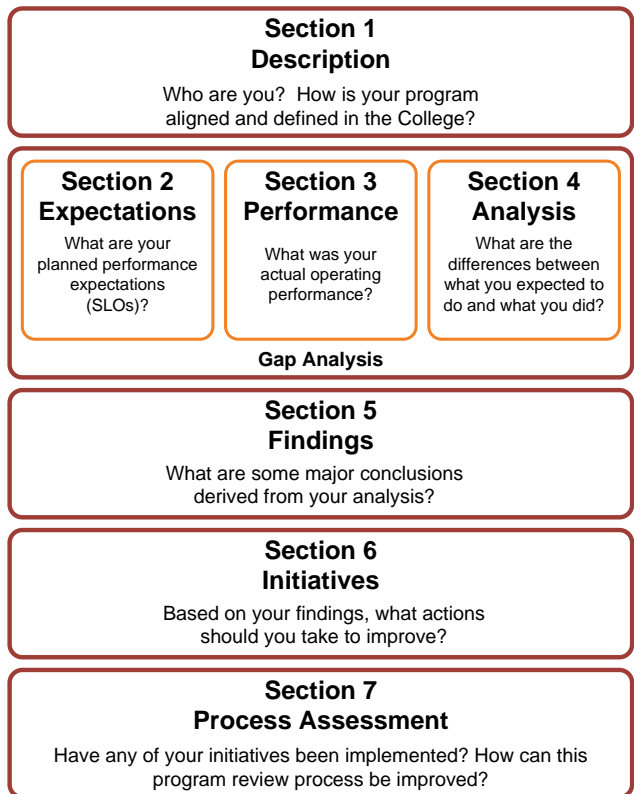 Section 1
Description
Who are you?  How is your program
aligned and defined in the College?
Section 2
Expectations
What are your
planned performance
expectations
(SLOs)?
Section 3
Performance
What was your
actual operating
performance?
Section 4
Analysis
What are the
differences between
what you expected to
do and what you did?
Gap Analysis
Section 5
Findings
What are some major conclusions
derived from your analysis?
Section 6
Initiatives
Based on your findings, what actions
should you take to improve?
Section 7
Process Assessment
Have any of your initiatives been implemented? How can this
program review process be improved?